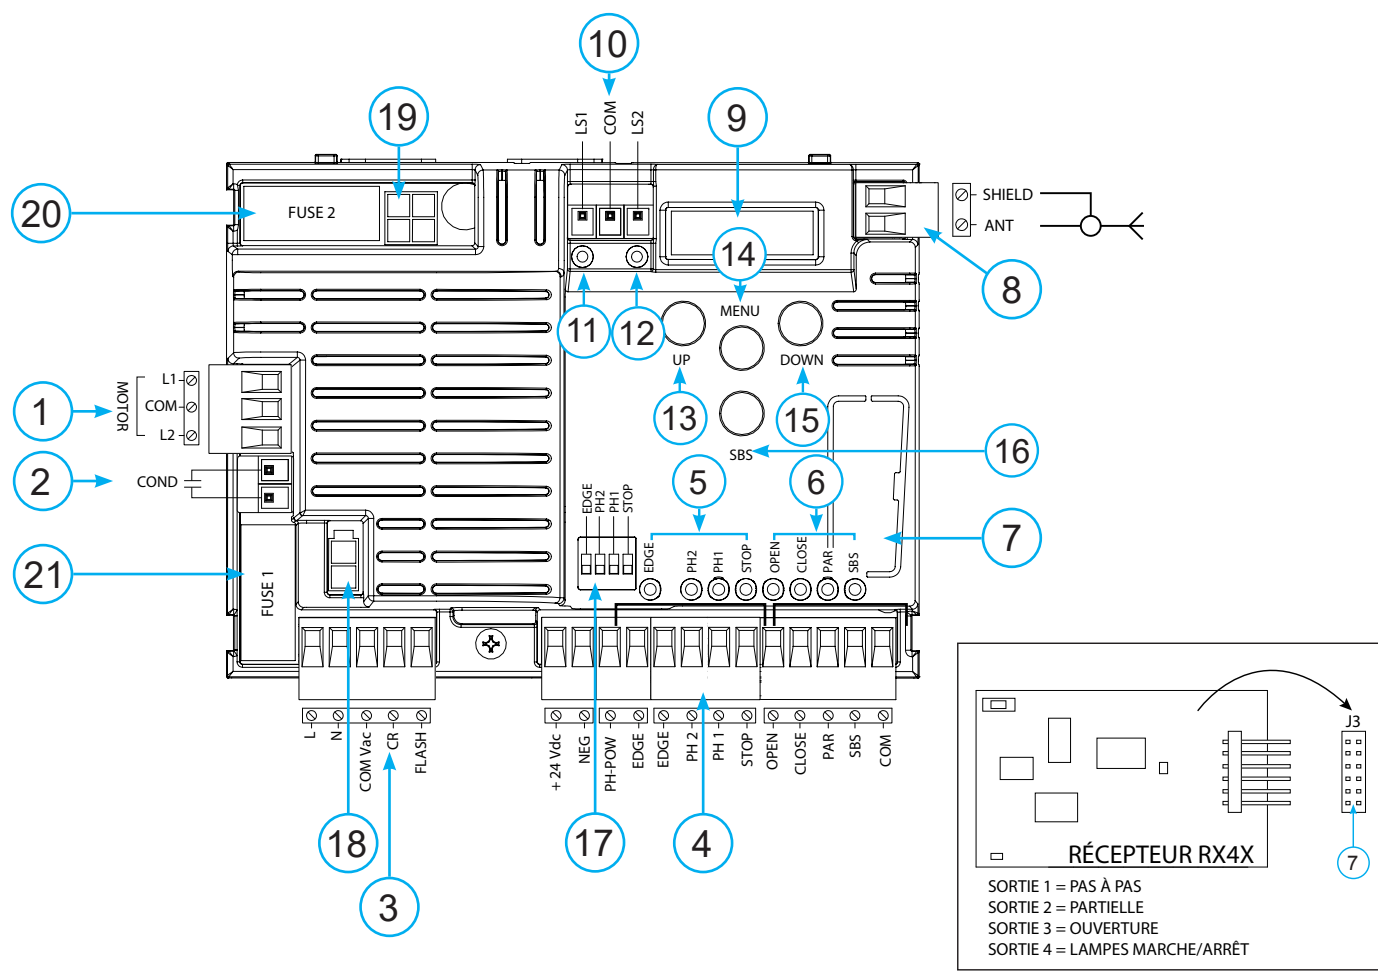 10
LS1
COM
LS2
19
9
20
FUSE 2
SHIELD
ANT
14
8
MENU
11
12
UP
DOWN
13
15
1
MOTOR
L1
COM
L2
SBS
16
2
COND
5
6
7
EDGE
PH2
PH1
STOP
EDGE
PH2
PH1
STOP
OPEN
CLOSE
PAR
SBS
21
FUSE 1
L
N
COM Vac
CR
FLASH
+ 24 Vdc
NEG
PH-POW
EDGE
EDGE
PH 2
PH 1
STOP
OPEN
CLOSE
PAR
SBS
COM
18
17
4
3
J3
7
RÉCEPTEUR RX4X
SORTIE 1 = PAS À PAS
SORTIE 2 = PARTIELLE
SORTIE 3 = OUVERTURE
SORTIE 4 = LAMPES MARCHE/ARRÊT